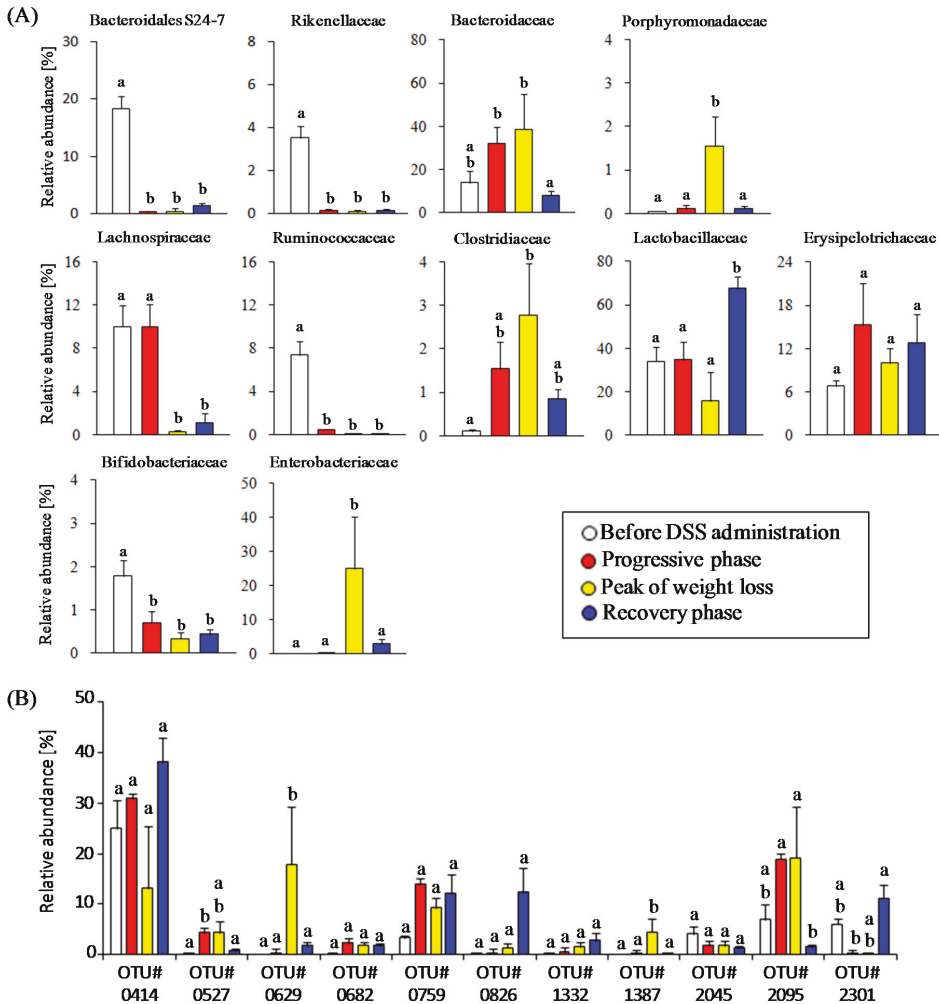 (A)
Bacteroidales S24-7 Rikenellaceae Bacteroidaceae Porphyromonadaceae
Relative abundance [%]
30 20 10 0
a b b b
6 4 2 0
a b b b
80 60 40 20 0
a b b b a
4 3 2 1 0
a a b a
Lachnospiraceae Ruminococcaceae Clostridiaceae Lactobacillaceae Erysipelotrichaceae
Relative abundance [%]
16 12 8 4 0
a a b b
16 12 8 4 0
a b b b
4 3 2 1 0
a a b b a b
80 60 40 20 0
a a a b
24 18 12 6 0
a a a a
Bifidobacteriaceae Enterobacteriaceae
Relative abundance [%]
4 3 2 1 0
a b b b
50 40 30 20 10 0
a a b a
Before DSS administration
Progressive phase
Peak of weight loss
Recovery phase
(B)
Relative abundance [%]
50 40 30 20 10 0
a a a a
a b a b a
a a b a
a a a a
a a a a
a a a a
a a a a
a a b a
a a a a
a b a a b
a b b b a
OTU# OTU# OTU# OTU# OTU# OTU# OTU# OTU# OTU# OTU# OTU#
0414 0527 0629 0682 0759 0826 1332 1387 2045 2095 2301